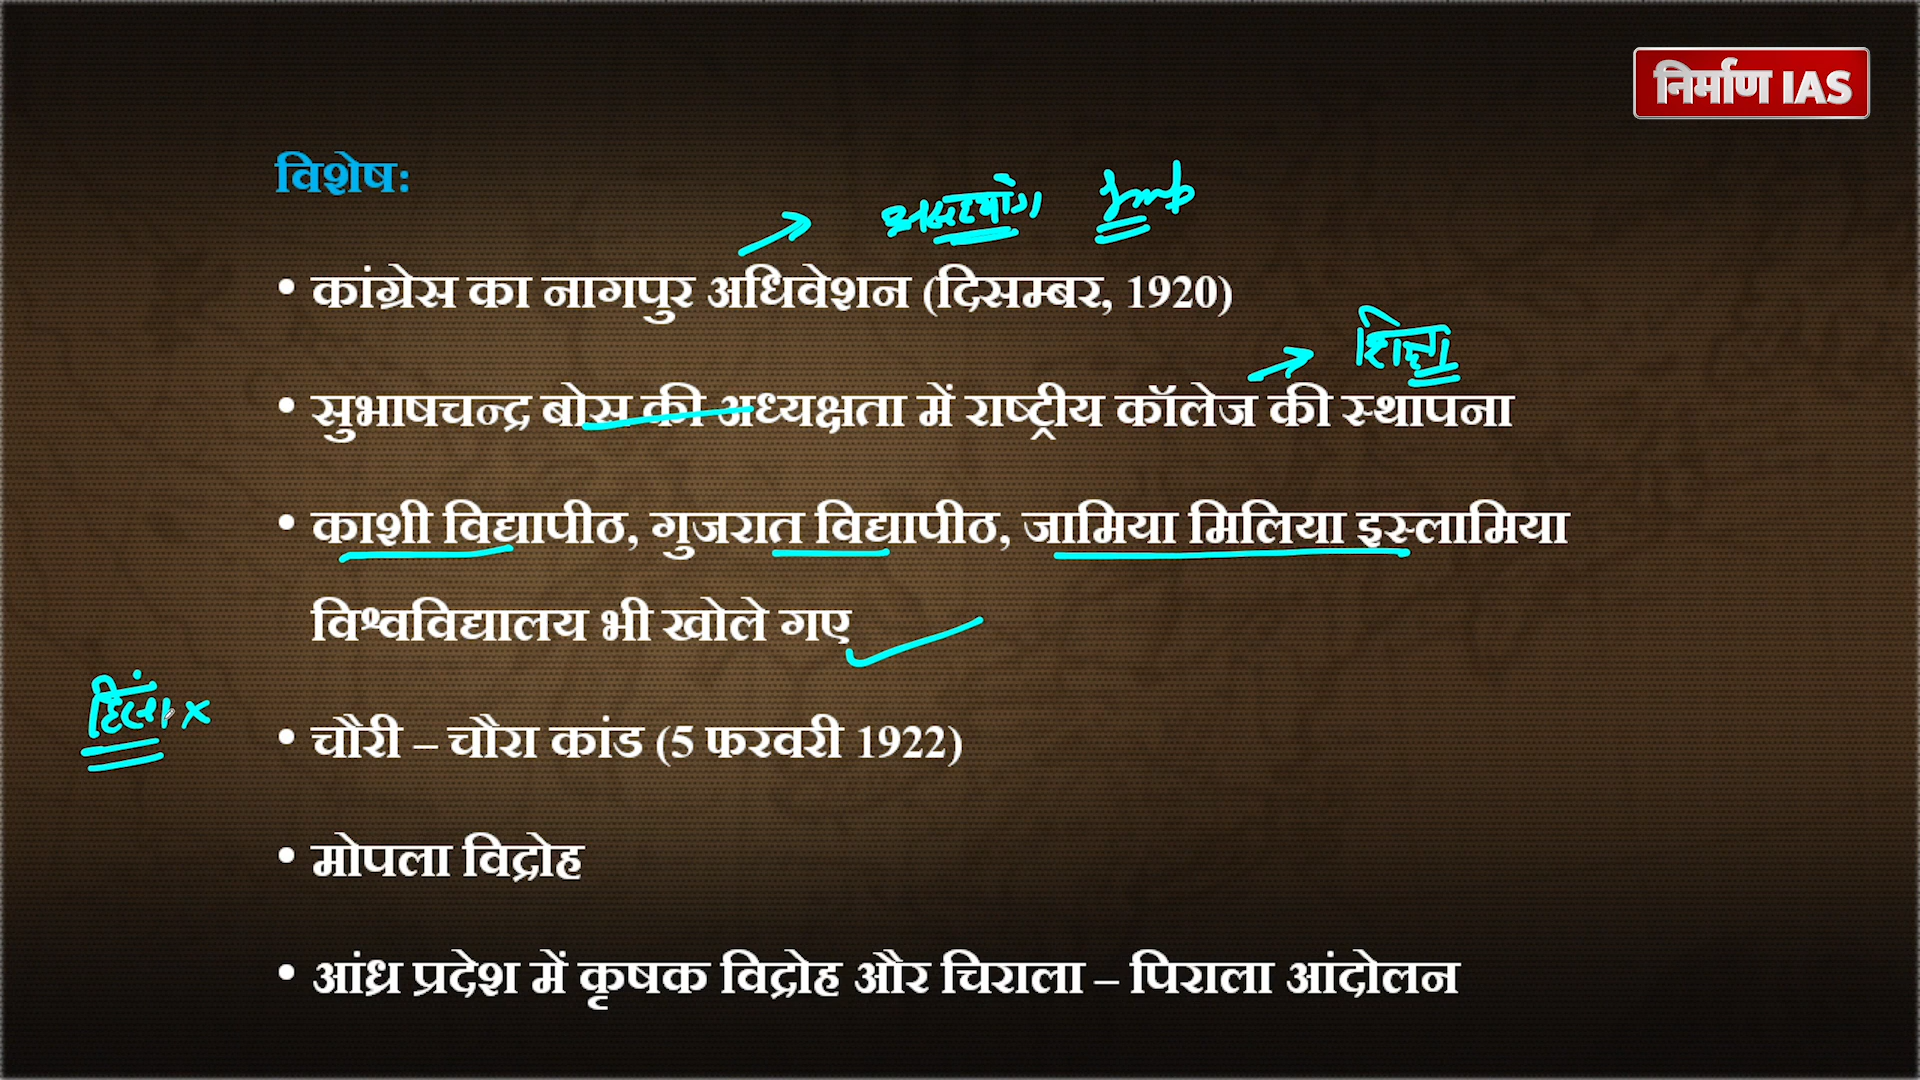 निर्माण IAS
विशेष:
असहयोग Imp
• कांग्रेस का नागपुर अधिवेशन (दिसम्बर, 1920)
शिक्षा
• सुभाषचन्द्र बोस की अध्यक्षता में राष्ट्रीय कॉलेज की स्थापना
• काशी विद्यापीठ, गुजरात विद्यापीठ, जामिया मिलिया इस्लामिया
विश्वविद्यालय भी खोले गए
हिंसा x
• चौरी – चौरा कांड (5 फरवरी 1922)
• मोपला विद्रोह
• आंध्र प्रदेश में कृषक विद्रोह और चिराला – पिराला आंदोलन